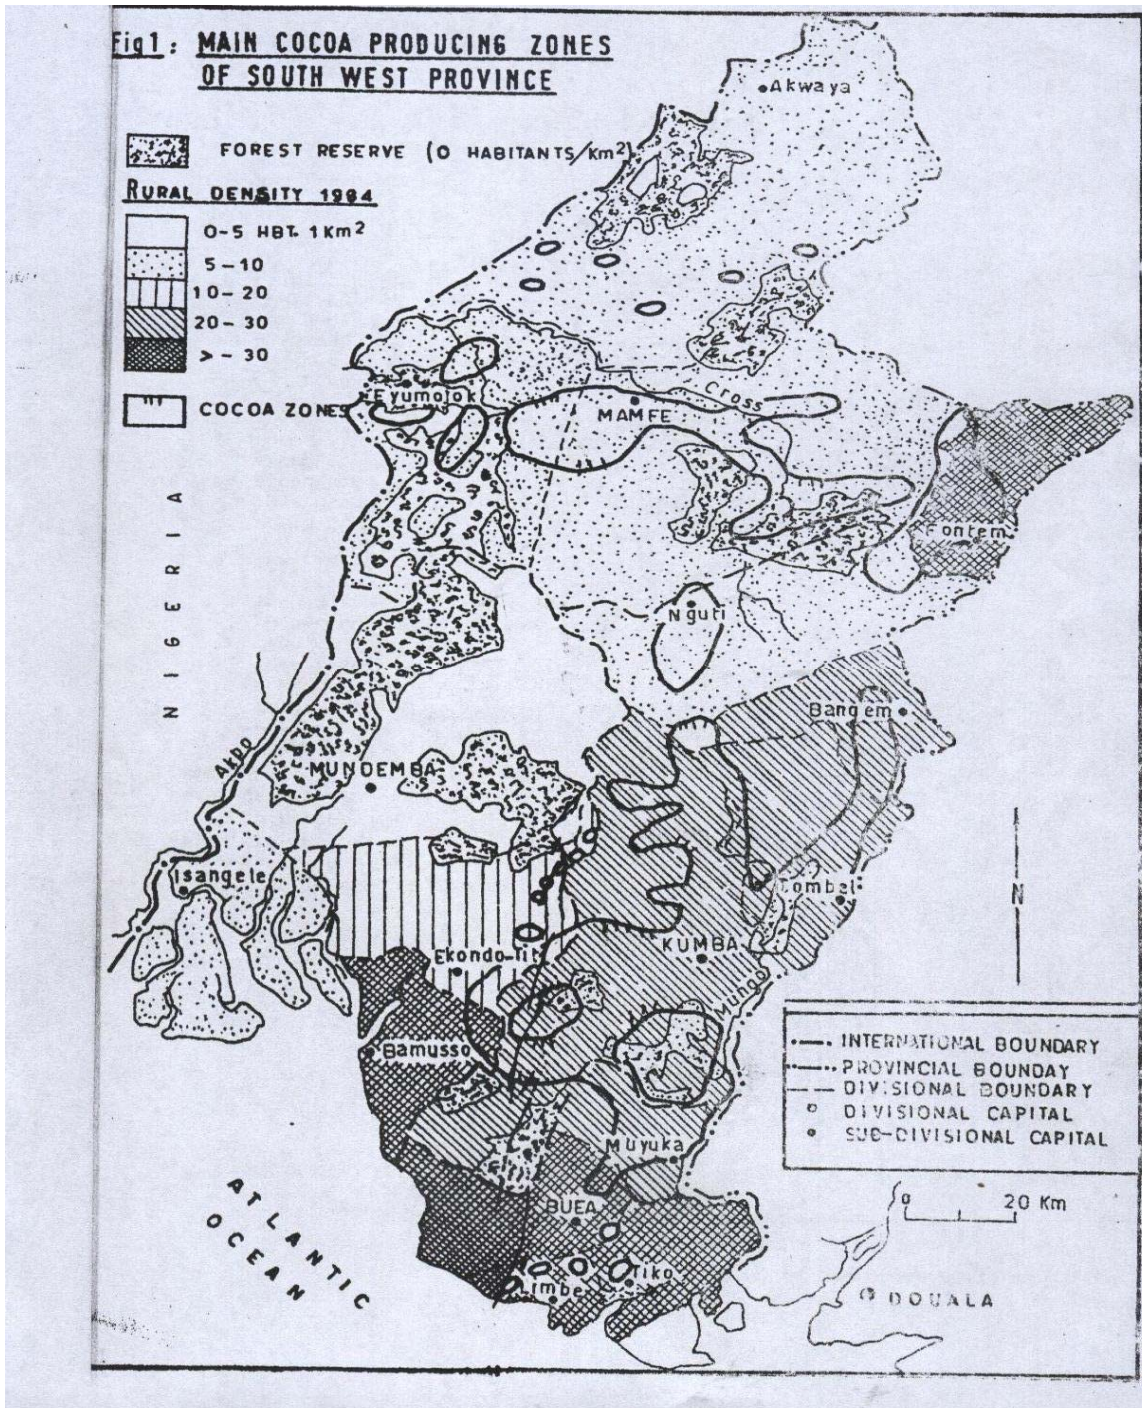 Fig1: MAIN COCOA PRODUCING ZONES
OF SOUTH WEST PROVINCE
FOREST RESERVE (0 HABITANTS/Km²)
RURAL DENSITY 1984
0-5 HBT. 1Km²
5-10
10-20
20-30
>-30
COCOA ZONES
Akwaya
Eyumojok
MAMFE
Cross
Fontem
NIGERIA
Nguti
Bangem
Akpo
MUNDEMBA
Isangele
Tombel
N
KUMBA
Ekondo-Tit
Mungo
Bamusso
INTERNATIONAL BOUNDARY
PROVINCIAL BOUNDAY
DIVISIONAL BOUNDARY
DIVISIONAL CAPITAL
SUB-DIVISIONAL CAPITAL
Muyuka
ATLANTIC
OCEAN
BUEA
0 20 Km
Limbe
Tiko
DOUALA